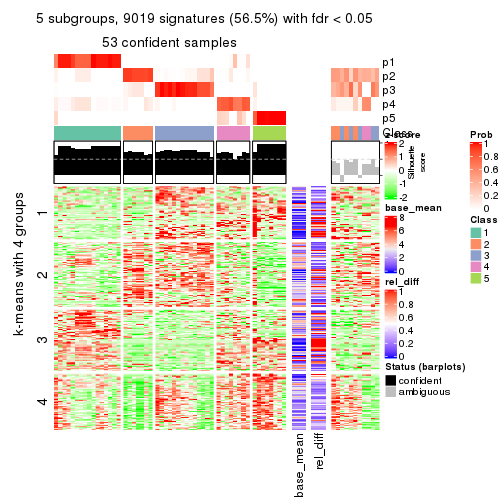 5 subgroups, 9019 signatures (56.5%) with fdr < 0.05
53 confident samples
p1
p2
p3
p4
p5
Class
Silhouette
score
k-means with 4 groups
1
2
3
4
base_mean
rel_diff
z-score
2
1
0
-1
-2
base_mean
8
6
4
2
0
rel_diff
1
0.8
0.6
0.4
0.2
0
Status (barplots)
confident
ambiguous
Prob
1
0.8
0.6
0.4
0.2
0
Class
1
2
3
4
5